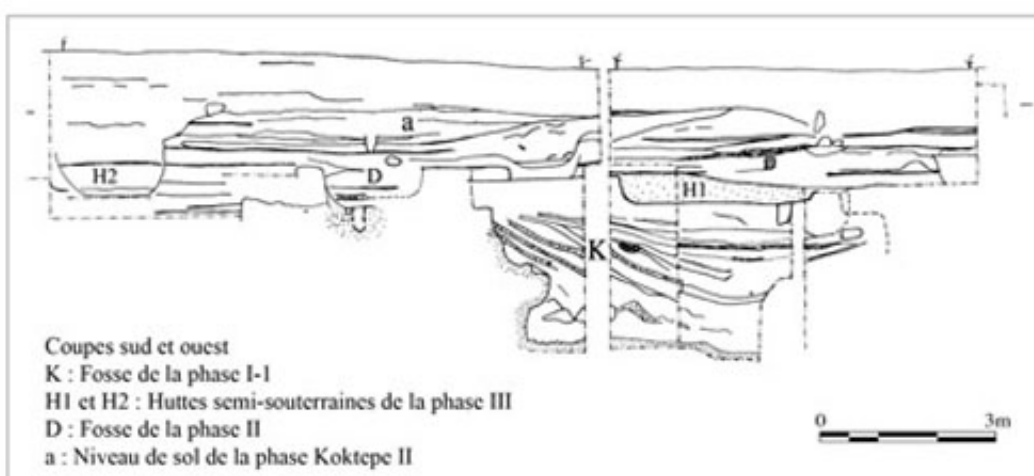 a
H2
D
H1
K
Coupes sud et ouest
K : Fosse de la phase I-1
H1 et H2 : Huttes semi-souterraines de la phase III
D : Fosse de la phase II
a : Niveau de sol de la phase Koktepe II
0 3m